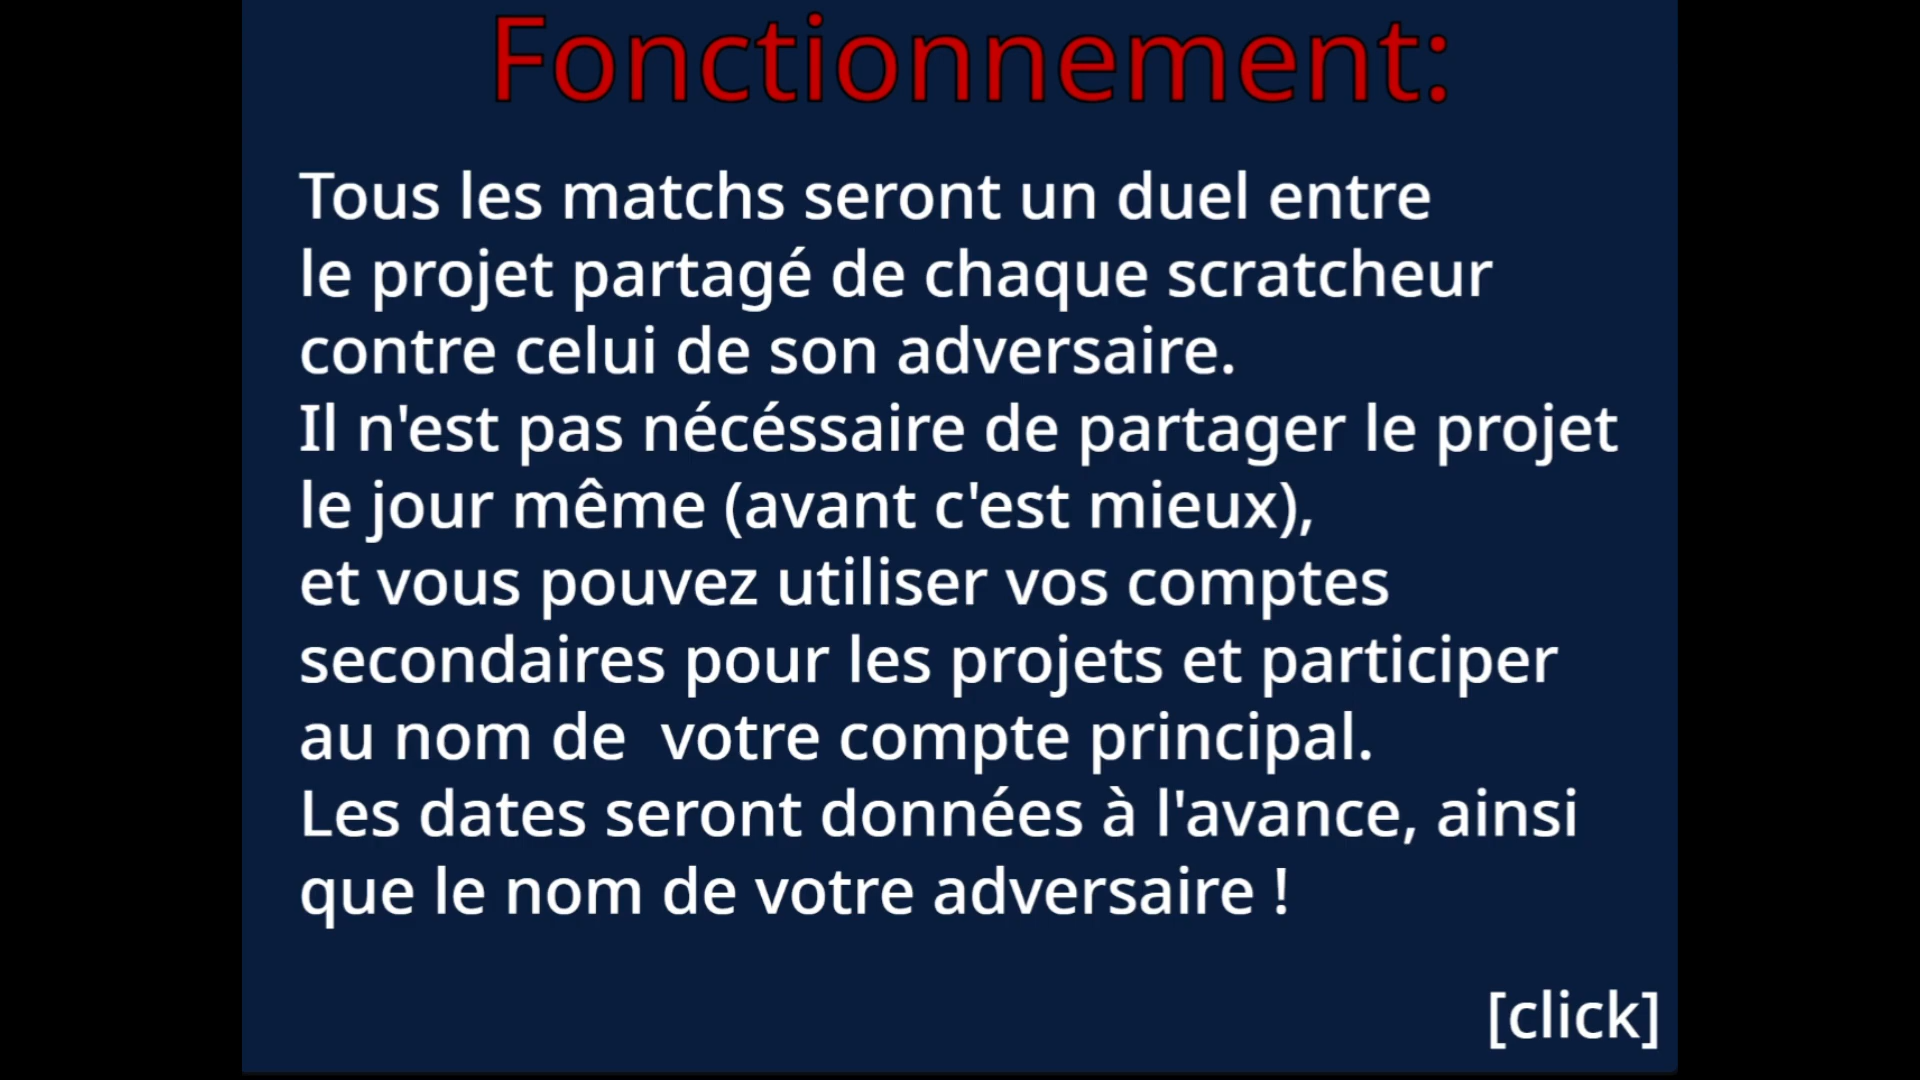 Fonctionnement:
Tous les matchs seront un duel entre
le projet partagé de chaque scratcheur
contre celui de son adversaire.
Il n'est pas nécéssaire de partager le projet
le jour même (avant c'est mieux),
et vous pouvez utiliser vos comptes
secondaires pour les projets et participer
au nom de  votre compte principal.
Les dates seront données à l'avance, ainsi
que le nom de votre adversaire !
[click]